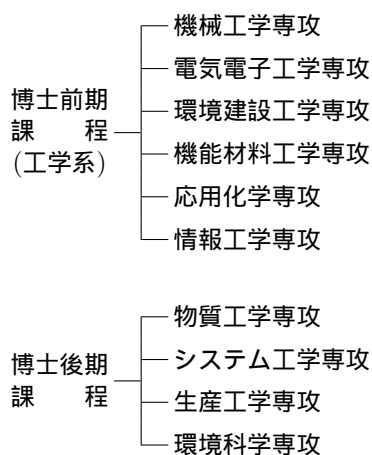 機械工学専攻
電気電子工学専攻
博士前期
環境建設工学専攻
課　　程
機能材料工学専攻
(工学系)
応用化学専攻
情報工学専攻
物質工学専攻
博士後期
システム工学専攻
課　　程
生産工学専攻
環境科学専攻